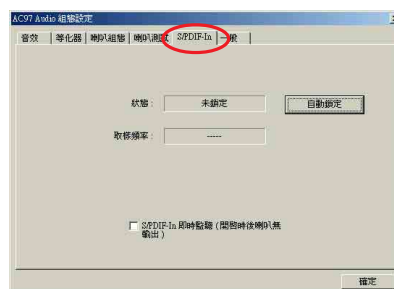 AC97 Audio 組態設定
音效 等化器 喇叭組態 喇叭測試 S/PDIF-In 一般
狀態： 未鎖定 自動鎖定
取樣頻率： -----
S/PDIF-In 即時監聽 (開啟時後喇叭無
輸出)
確定